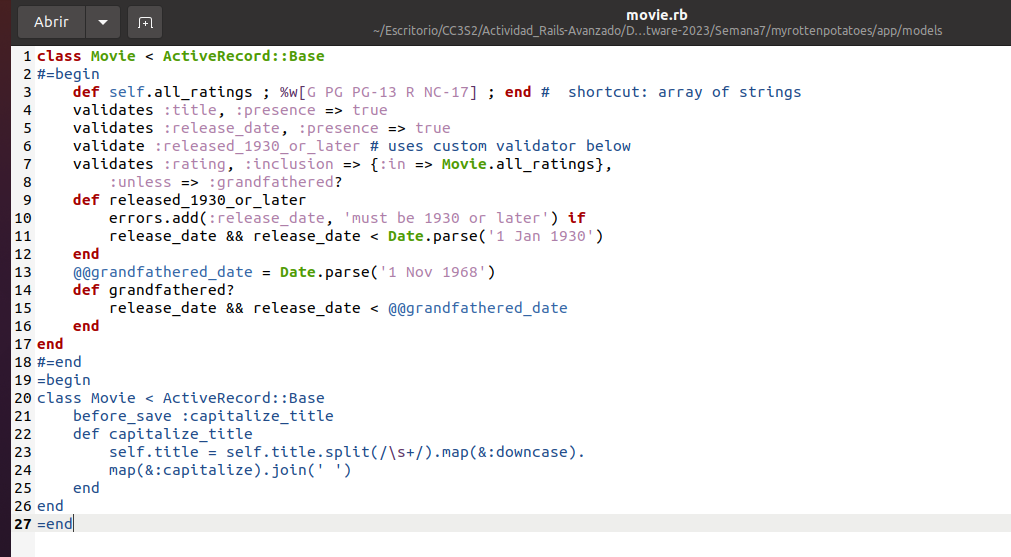 Abrir
movie.rb
~/Escritorio/CC3S2/Actividad_Rails-Avanzado/D...tware-2023/Semana7/myrottenpotatoes/app/models
1 class Movie < ActiveRecord::Base
2 #=begin
3     def self.all_ratings ; %w[G PG PG-13 R NC-17] ; end #  shortcut: array of strings
4     validates :title, :presence => true
5     validates :release_date, :presence => true
6     validate :released_1930_or_later # uses custom validator below
7     validates :rating, :inclusion => {:in => Movie.all_ratings},
8         :unless => :grandfathered?
9     def released_1930_or_later
10         errors.add(:release_date, 'must be 1930 or later') if
11         release_date && release_date < Date.parse('1 Jan 1930')
12     end
13     @@grandfathered_date = Date.parse('1 Nov 1968')
14     def grandfathered?
15         release_date && release_date < @@grandfathered_date
16     end
17 end
18 #=end
19 =begin
20 class Movie < ActiveRecord::Base
21     before_save :capitalize_title
22     def capitalize_title
23         self.title = self.title.split(/\s+/).map(&:downcase).
24         map(&:capitalize).join(' ')
25     end
26 end
27 =end